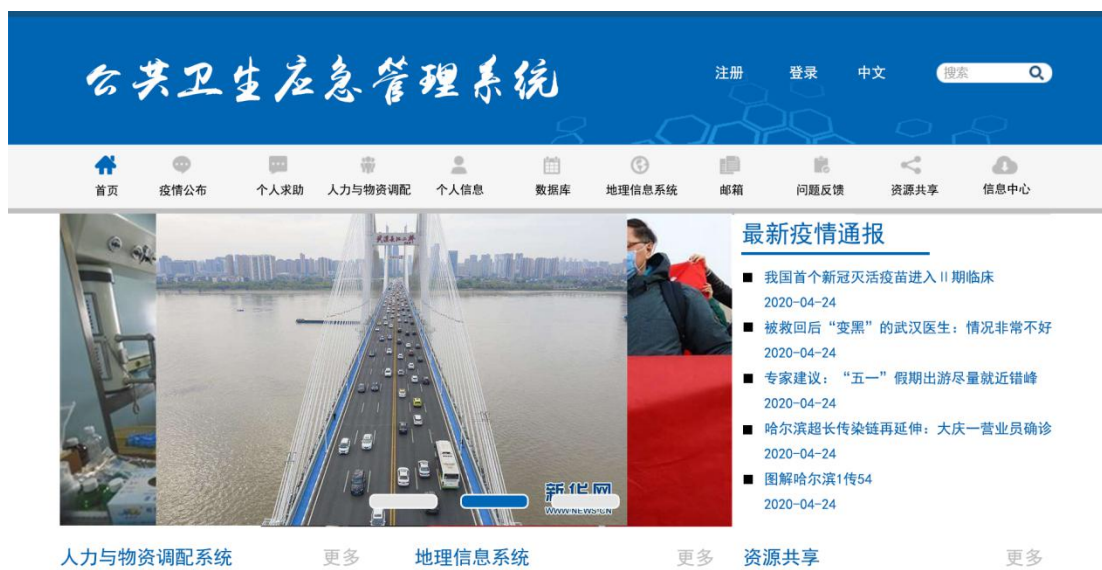 公共卫生应急管理系统
注册 登录 中文 搜索
首页 疫情公布 个人求助 人力与物资调配 个人信息 数据库 地理信息系统 邮箱 问题反馈 资源共享 信息中心
武汉长江二桥
最新疫情通报
■ 我国首个新冠灭活疫苗进入Ⅱ期临床
2020-04-24
■ 被救回后“变黑”的武汉医生：情况非常不好
2020-04-24
■ 专家建议：“五一”假期出游尽量就近错峰
2020-04-24
■ 哈尔滨超长传染链再延伸：大庆一营业员确诊
2020-04-24
■ 图解哈尔滨1传54
2020-04-24
新华网
WWW.NEWS.CN
人力与物资调配系统 更多 地理信息系统 更多 资源共享 更多